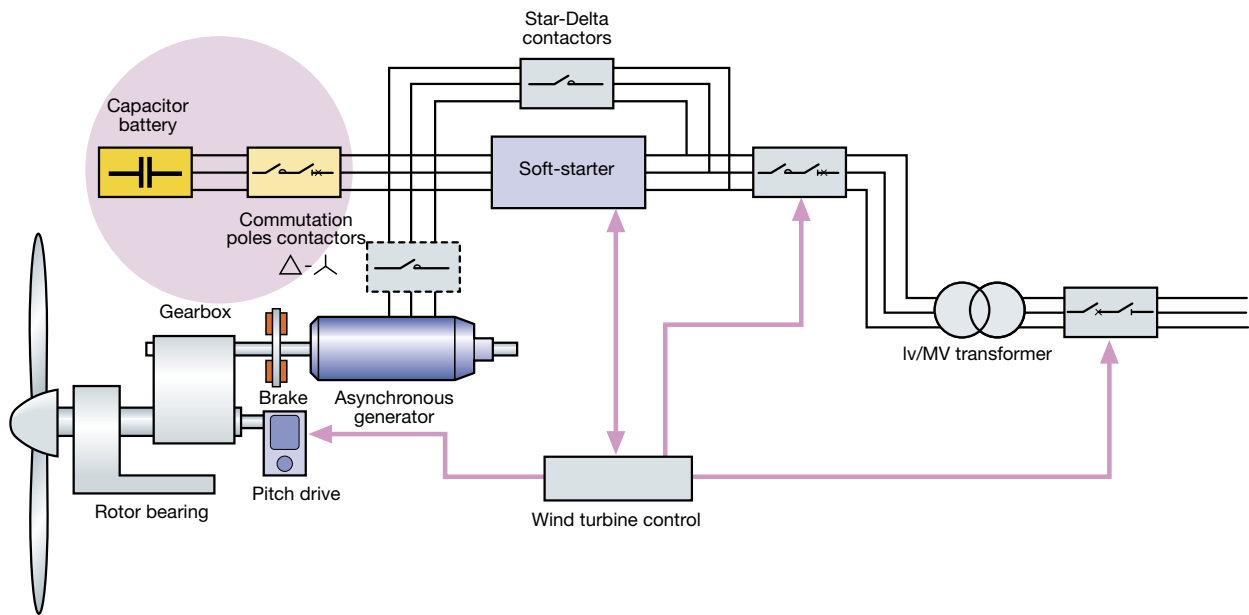 Star-Delta
contactors
Capacitor
battery
Soft-starter
Commutation
poles contactors
Gearbox
lv/MV transformer
Brake
Asynchronous
generator
Pitch drive
Rotor bearing
Wind turbine control